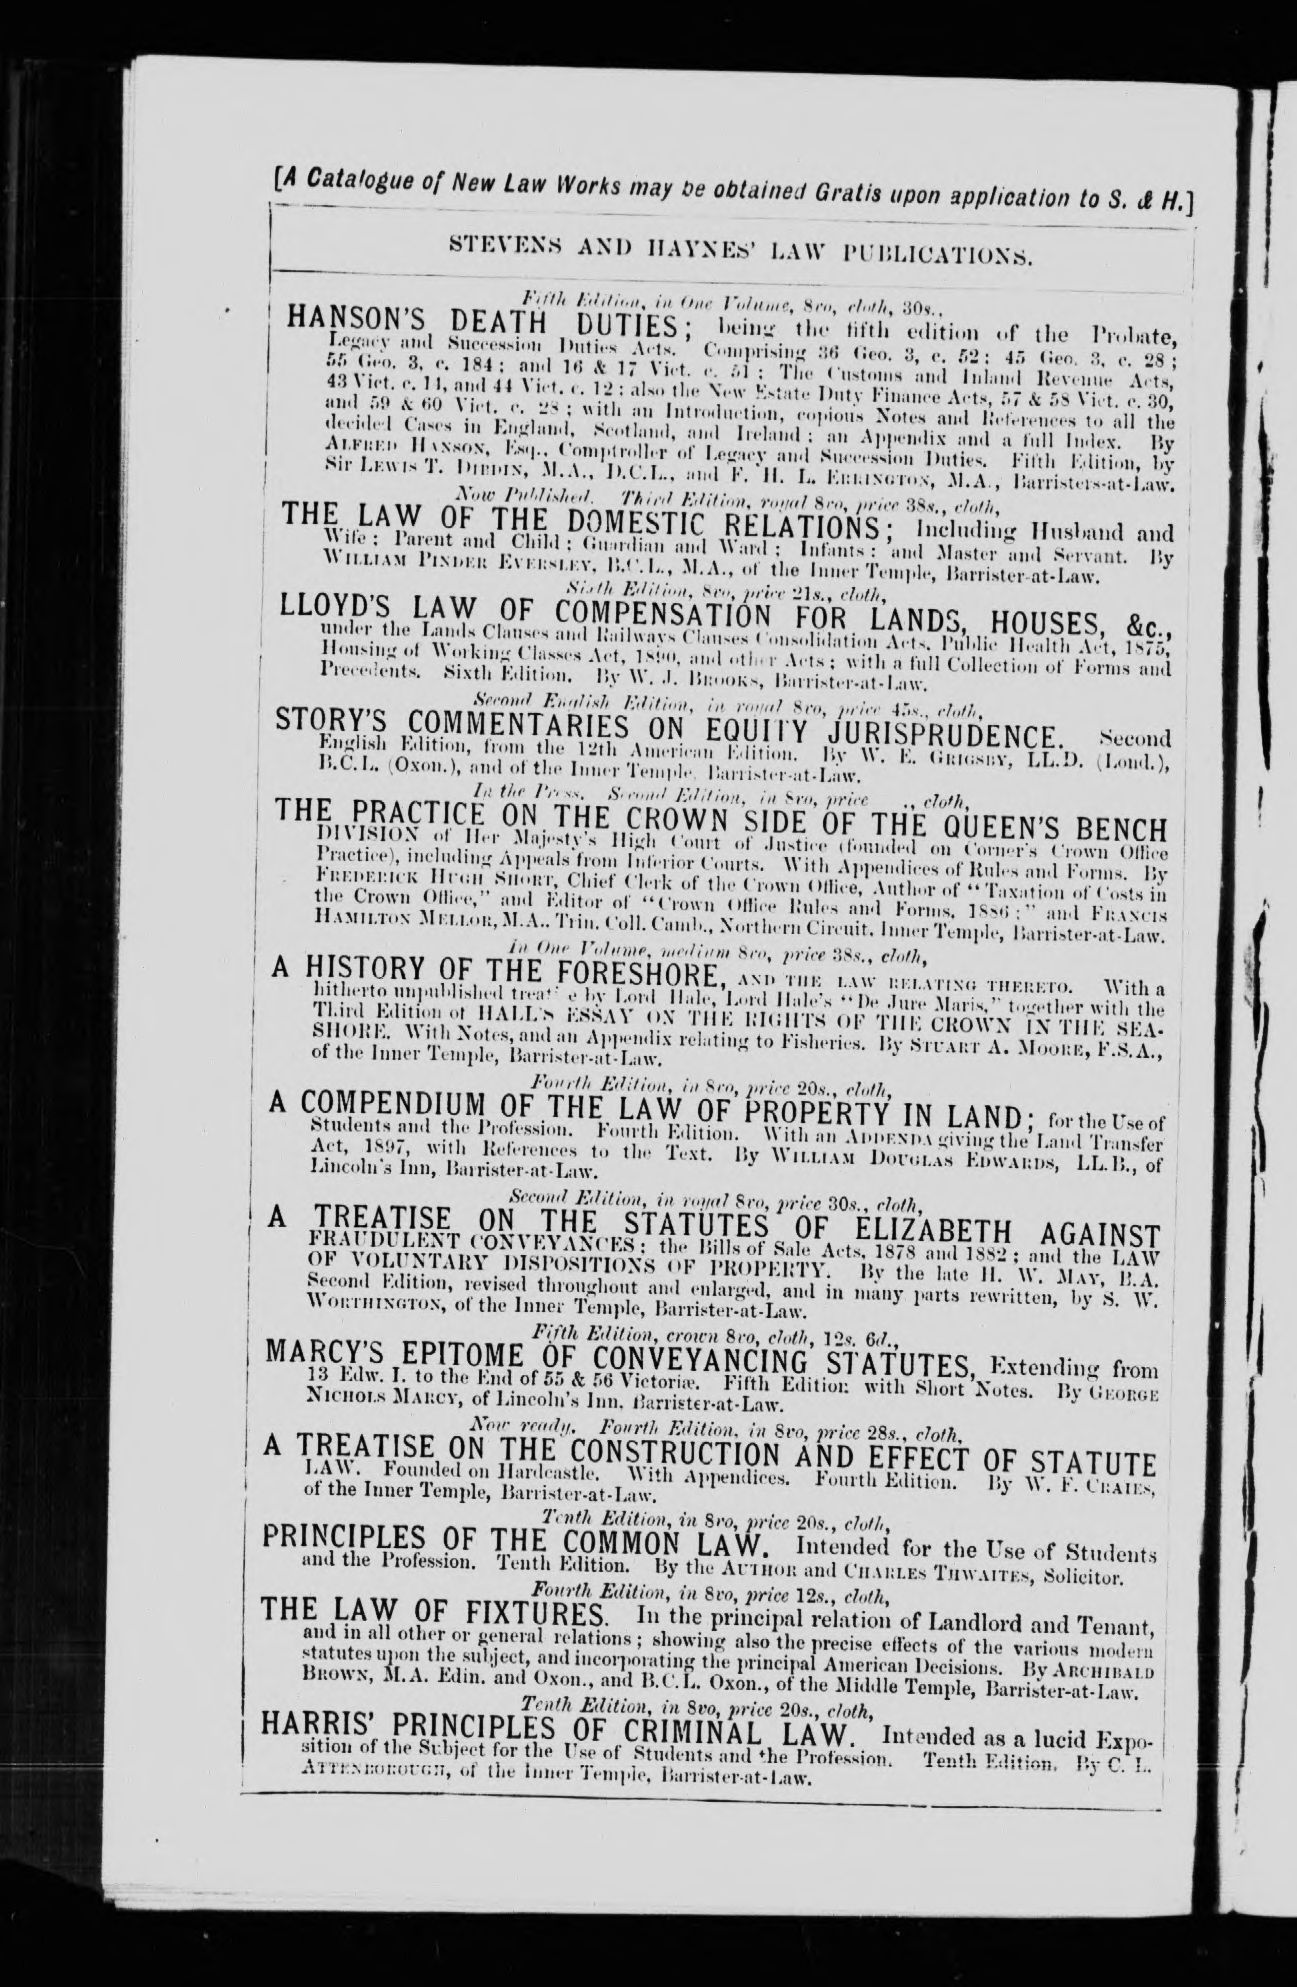 [A Catalogue of New Law Works may be obtained Gratis upon application to S. & H.]
STEVENS AND HAYNES' LAW PUBLICATIONS.
Fifth Edition, in One Volume, 8vo, cloth, 30s.,
HANSON'S DEATH DUTIES; being the fifth edition of the Probate,
Legacy and Succession Duties Acts. Comprising 36 Geo. 3, c. 52; 45 Geo. 3, c. 28;
55 Geo. 3, c. 184; and 16 & 17 Vict. c. 51; The Customs and Inland Revenue Acts,
43 Vict. c. 14, and 44 Vict. c. 12; also the New Estate Duty Finance Acts, 57 & 58 Vict. c. 30,
and 59 & 60 Vict. c. 28; with an Introduction, copious Notes and References to all the
decided Cases in England, Scotland, and Ireland; an Appendix and a full Index. By
ALFRED HANSON, Esq., Comptroller of Legacy and Succession Duties. Fifth Edition, by
Sir LEWIS T. DIBDIN, M.A., D.C.L., and F. H. L. ERRINGTON, M.A., Barristers-at-Law.
Now Published. Third Edition, royal 8vo, price 38s., cloth,
THE LAW OF THE DOMESTIC RELATIONS; Including Husband and
Wife: Parent and Child: Guardian and Ward: Infants: and Master and Servant. By
WILLIAM PINDER EVERSLEY, B.C.L., M.A., of the Inner Temple, Barrister-at-Law.
Sixth Edition, 8vo, price 21s., cloth,
LLOYD'S LAW OF COMPENSATION FOR LANDS, HOUSES, &c.,
under the Lands Clauses and Railways Clauses Consolidation Acts, Public Health Act, 1875,
Housing of Working Classes Act, 1890, and other Acts; with a full Collection of Forms and
Precedents. Sixth Edition. By W. J. BROOKS, Barrister-at-Law.
Second English Edition, in royal 8vo, price 45s., cloth,
STORY'S COMMENTARIES ON EQUITY JURISPRUDENCE. Second
English Edition, from the 12th American Edition. By W. E. GRIGSBY, LL.D. (Lond.),
B.C.L. (Oxon.), and of the Inner Temple, Barrister-at-Law.
In the Press. Second Edition, in 8vo, price ., cloth,
THE PRACTICE ON THE CROWN SIDE OF THE QUEEN'S BENCH
DIVISION of Her Majesty's High Court of Justice (founded on Corner's Crown Office
Practice), including Appeals from Inferior Courts. With Appendices of Rules and Forms. By
FREDERICK HUGH SHORT, Chief Clerk of the Crown Office, Author of "Taxation of Costs in
the Crown Office," and Editor of "Crown Office Rules and Forms, 1886;" and FRANCIS
HAMILTON MELLOR, M.A., Trin. Coll. Camb., Northern Circuit, Inner Temple, Barrister-at-Law.
In One Volume, medium 8vo, price 38s., cloth,
A HISTORY OF THE FORESHORE, AND THE LAW RELATING THERETO. With a
hitherto unpublished treat e by Lord Hale, Lord Hale's "De Jure Maris," together with the
Third Edition of HALL'S ESSAY ON THE RIGHTS OF THE CROWN IN THE SEA-
SHORE. With Notes, and an Appendix relating to Fisheries. By STUART A. MOORE, F.S.A.,
of the Inner Temple, Barrister-at-Law.
Fourth Edition, in 8vo, price 20s., cloth,
A COMPENDIUM OF THE LAW OF PROPERTY IN LAND; for the Use of
Students and the Profession. Fourth Edition. With an ADDENDA giving the Land Transfer
Act, 1897, with References to the Text. By WILLIAM DOUGLAS EDWARDS, LL.B., of
Lincoln's Inn, Barrister-at-Law.
Second Edition, in royal 8vo, price 30s., cloth,
A TREATISE ON THE STATUTES OF ELIZABETH AGAINST
FRAUDULENT CONVEYANCES; the Bills of Sale Acts, 1878 and 1882; and the LAW
OF VOLUNTARY DISPOSITIONS OF PROPERTY. By the late H. W. MAY, B.A.
Second Edition, revised throughout and enlarged, and in many parts rewritten, by S. W.
WORTHINGTON, of the Inner Temple, Barrister-at-Law.
Fifth Edition, crown 8vo, cloth, 12s. 6d.,
MARCY'S EPITOME OF CONVEYANCING STATUTES, Extending from
13 Edw. I. to the End of 55 & 56 Victoriæ. Fifth Edition with Short Notes. By GEORGE
NICHOLS MARCY, of Lincoln's Inn, Barrister-at-Law.
Now ready. Fourth Edition, in 8vo, price 28s., cloth,
A TREATISE ON THE CONSTRUCTION AND EFFECT OF STATUTE
LAW. Founded on Hardcastle. With Appendices. Fourth Edition. By W. F. CRAIES,
of the Inner Temple, Barrister-at-Law.
Tenth Edition, in 8vo, price 20s., cloth,
PRINCIPLES OF THE COMMON LAW. Intended for the Use of Students
and the Profession. Tenth Edition. By the AUTHOR and CHARLES THWAITES, Solicitor.
Fourth Edition, in 8vo, price 12s., cloth,
THE LAW OF FIXTURES. In the principal relation of Landlord and Tenant,
and in all other or general relations; showing also the precise effects of the various modern
statutes upon the subject, and incorporating the principal American Decisions. By ARCHIBALD
BROWN, M.A. Edin. and Oxon., and B.C.L. Oxon., of the Middle Temple, Barrister-at-Law.
Tenth Edition, in 8vo, price 20s., cloth,
HARRIS' PRINCIPLES OF CRIMINAL LAW. Intended as a lucid Expo-
sition of the Subject for the Use of Students and the Profession. Tenth Edition. By C. L.
ATTENBOROUGH, of the Inner Temple, Barrister-at-Law.